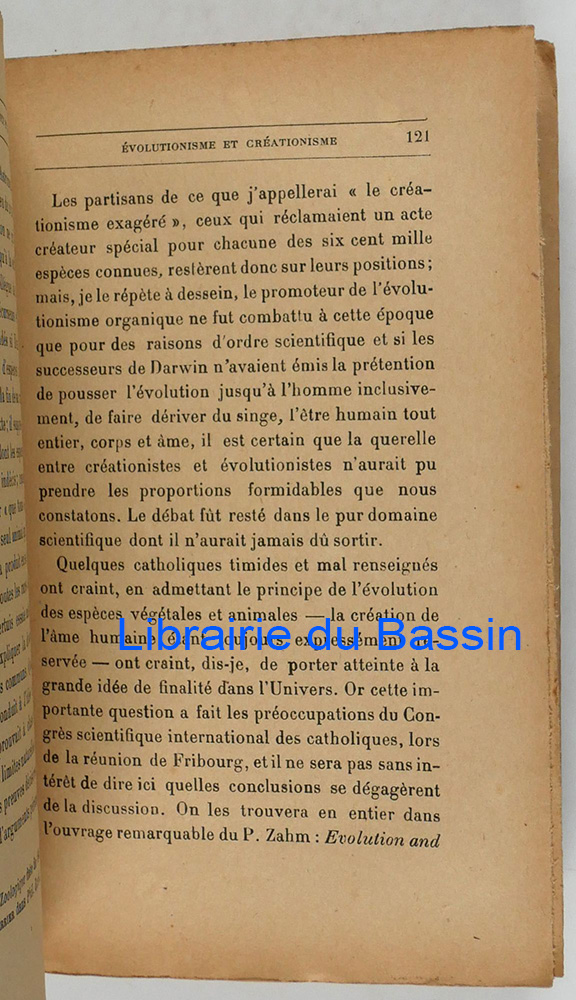 ÉVOLUTIONISME ET CRÉATIONISME 121
Les partisans de ce que j'appellerai « le créa-
tionisme exagéré », ceux qui réclamaient un acte
créateur spécial pour chacune des six cent mille
espèces connues, restèrent donc sur leurs positions ;
mais, je le répète à dessein, le promoteur de l'évolu-
tionisme organique ne fut combattu à cette époque
que pour des raisons d'ordre scientifique et si les
successeurs de Darwin n'avaient émis la prétention
de pousser l'évolution jusqu'à l'homme inclusive-
ment, de faire dériver du singe, l'être humain tout
entier, corps et âme, il est certain que la querelle
entre créationistes et évolutionistes n'aurait pu
prendre les proportions formidables que nous
constatons. Le débat fût resté dans le pur domaine
scientifique dont il n'aurait jamais dû sortir.
Quelques catholiques timides et mal renseignés
ont craint, en admettant le principe de l'évolution
des espèces végétales et animales — la création de
l'âme humaine étant toujours expressément ré-
Librairie du Bassin
servée — ont craint, dis-je, de porter atteinte à la
grande idée de finalité dans l'Univers. Or cette im-
portante question a fait les préoccupations du Con-
grès scientifique international des catholiques, lors
de la réunion de Fribourg, et il ne sera pas sans in-
térêt de dire ici quelles conclusions se dégagèrent
de la discussion. On les trouvera en entier dans
l'ouvrage remarquable du P. Zahm : Evolution and